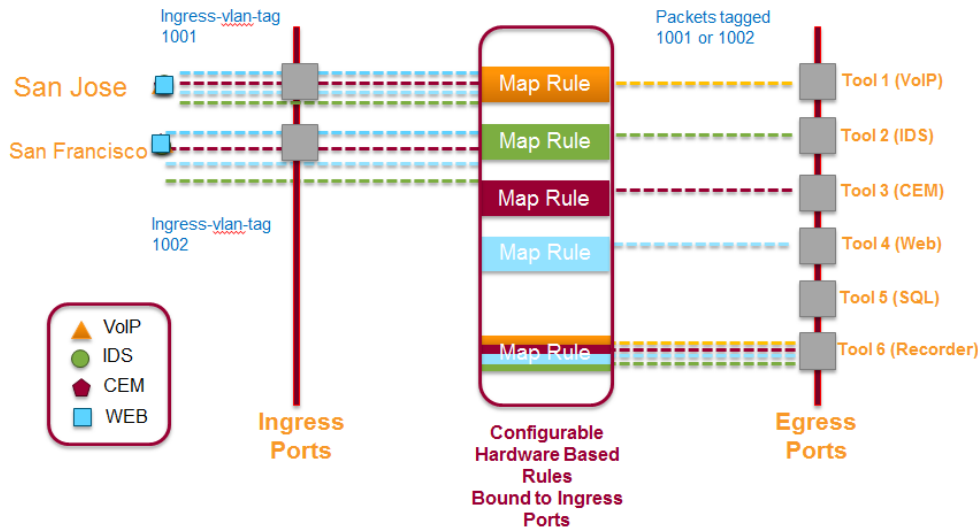 Ingress-vlan-tag
1001
Packets tagged
1001 or 1002
San Jose
San Francisco
Ingress-vlan-tag
1002
Map Rule
Map Rule
Map Rule
Map Rule
Map Rule
Tool 1 (VoIP)
Tool 2 (IDS)
Tool 3 (CEM)
Tool 4 (Web)
Tool 5 (SQL)
Tool 6 (Recorder)
VoIP
IDS
CEM
WEB
Ingress
Ports
Configurable
Hardware Based
Rules
Bound to Ingress
Ports
Egress
Ports